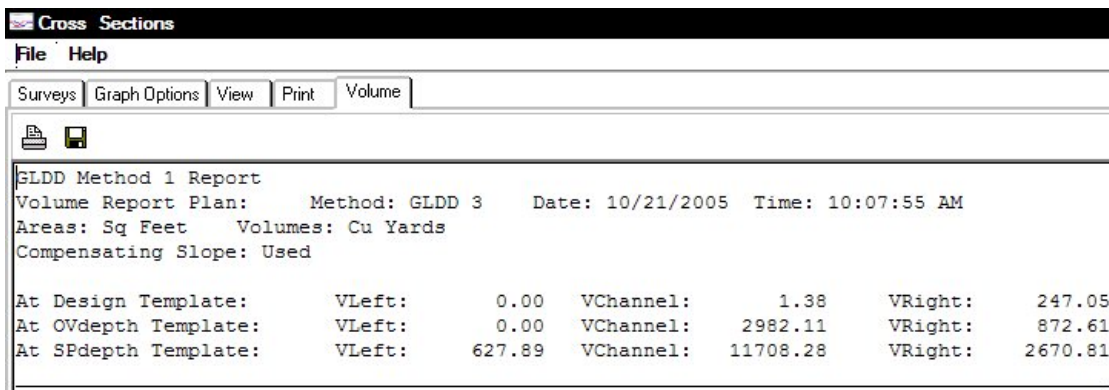 Cross Sections
File Help
Surveys Graph Options View Print Volume
GLDD Method 1 Report
Volume Report Plan: Method: GLDD 3 Date: 10/21/2005 Time: 10:07:55 AM
Areas: Sq Feet Volumes: Cu Yards
Compensating Slope: Used
At Design Template: VLeft: 0.00 VChannel: 1.38 VRight: 247.05
At OVdepth Template: VLeft: 0.00 VChannel: 2982.11 VRight: 872.61
At SPdepth Template: VLeft: 627.89 VChannel: 11708.28 VRight: 2670.81